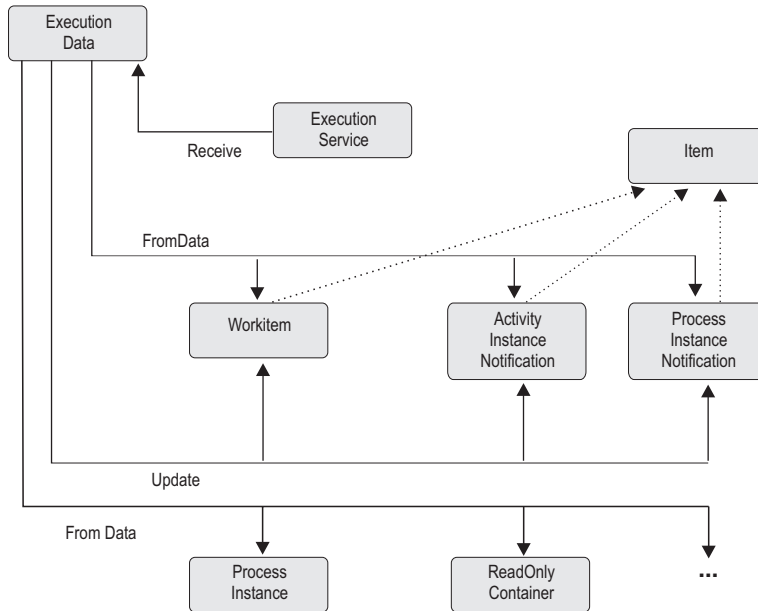 Execution
Data
Execution
Service
Receive
Item
FromData
Workitem
Activity
Instance
Notification
Process
Instance
Notification
Update
From Data
Process
Instance
ReadOnly
Container
...